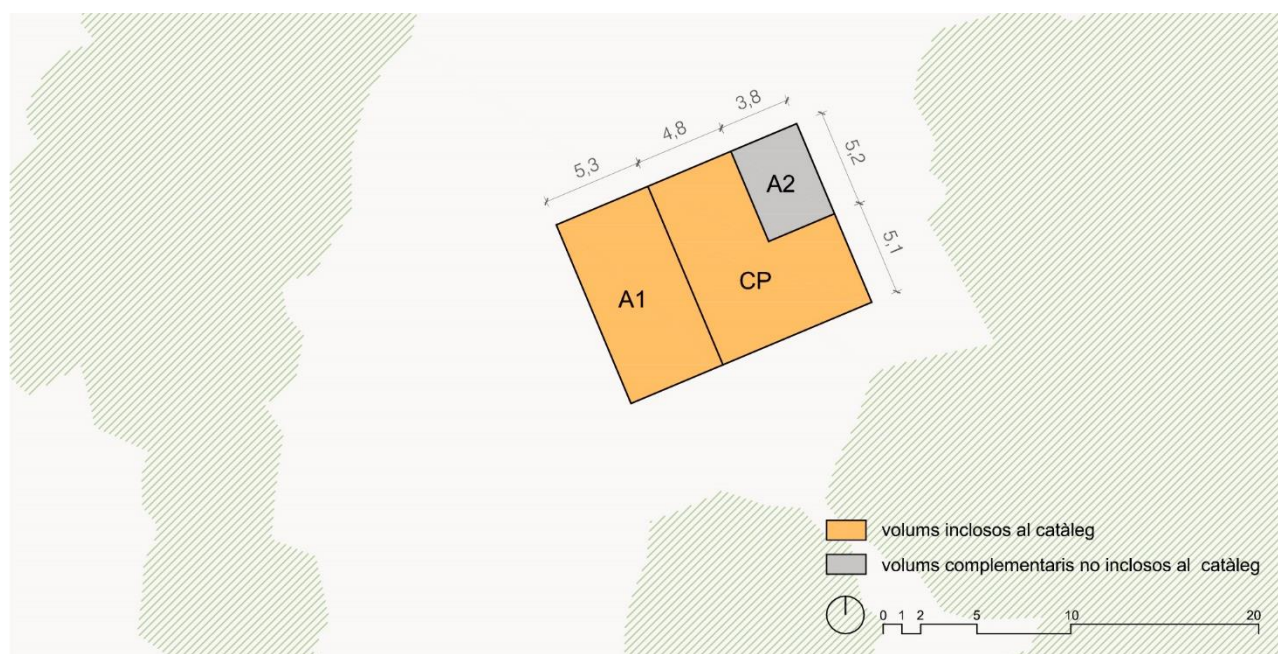 3,8
4,8
5,3
5,2
A2
5,1
CP
A1
volums inclosos al catàleg
volums complementaris no inclosos al catàleg
0 1 2 5 10 20